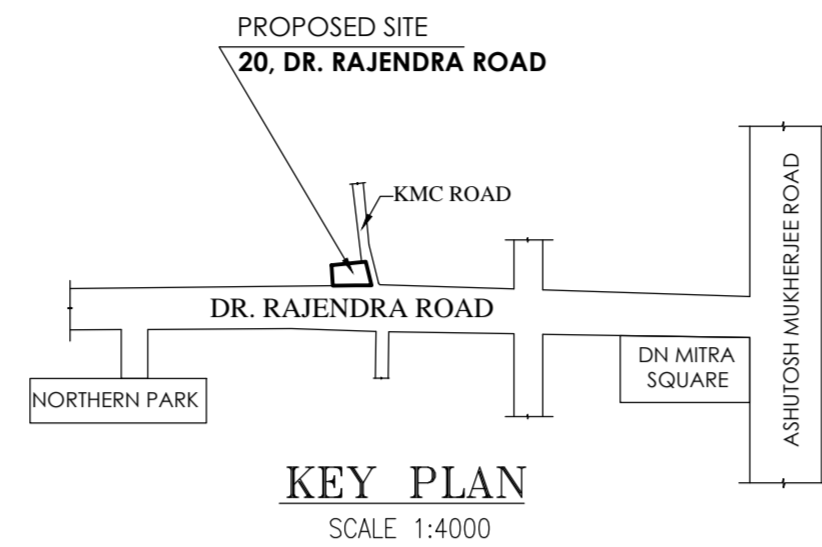 PROPOSED SITE
20, DR. RAJENDRA ROAD
KMC ROAD
ASHUTOSH MUKHERJEE ROAD
DR. RAJENDRA ROAD
DN MITRA
SQUARE
NORTHERN PARK
KEY PLAN
SCALE 1:4000